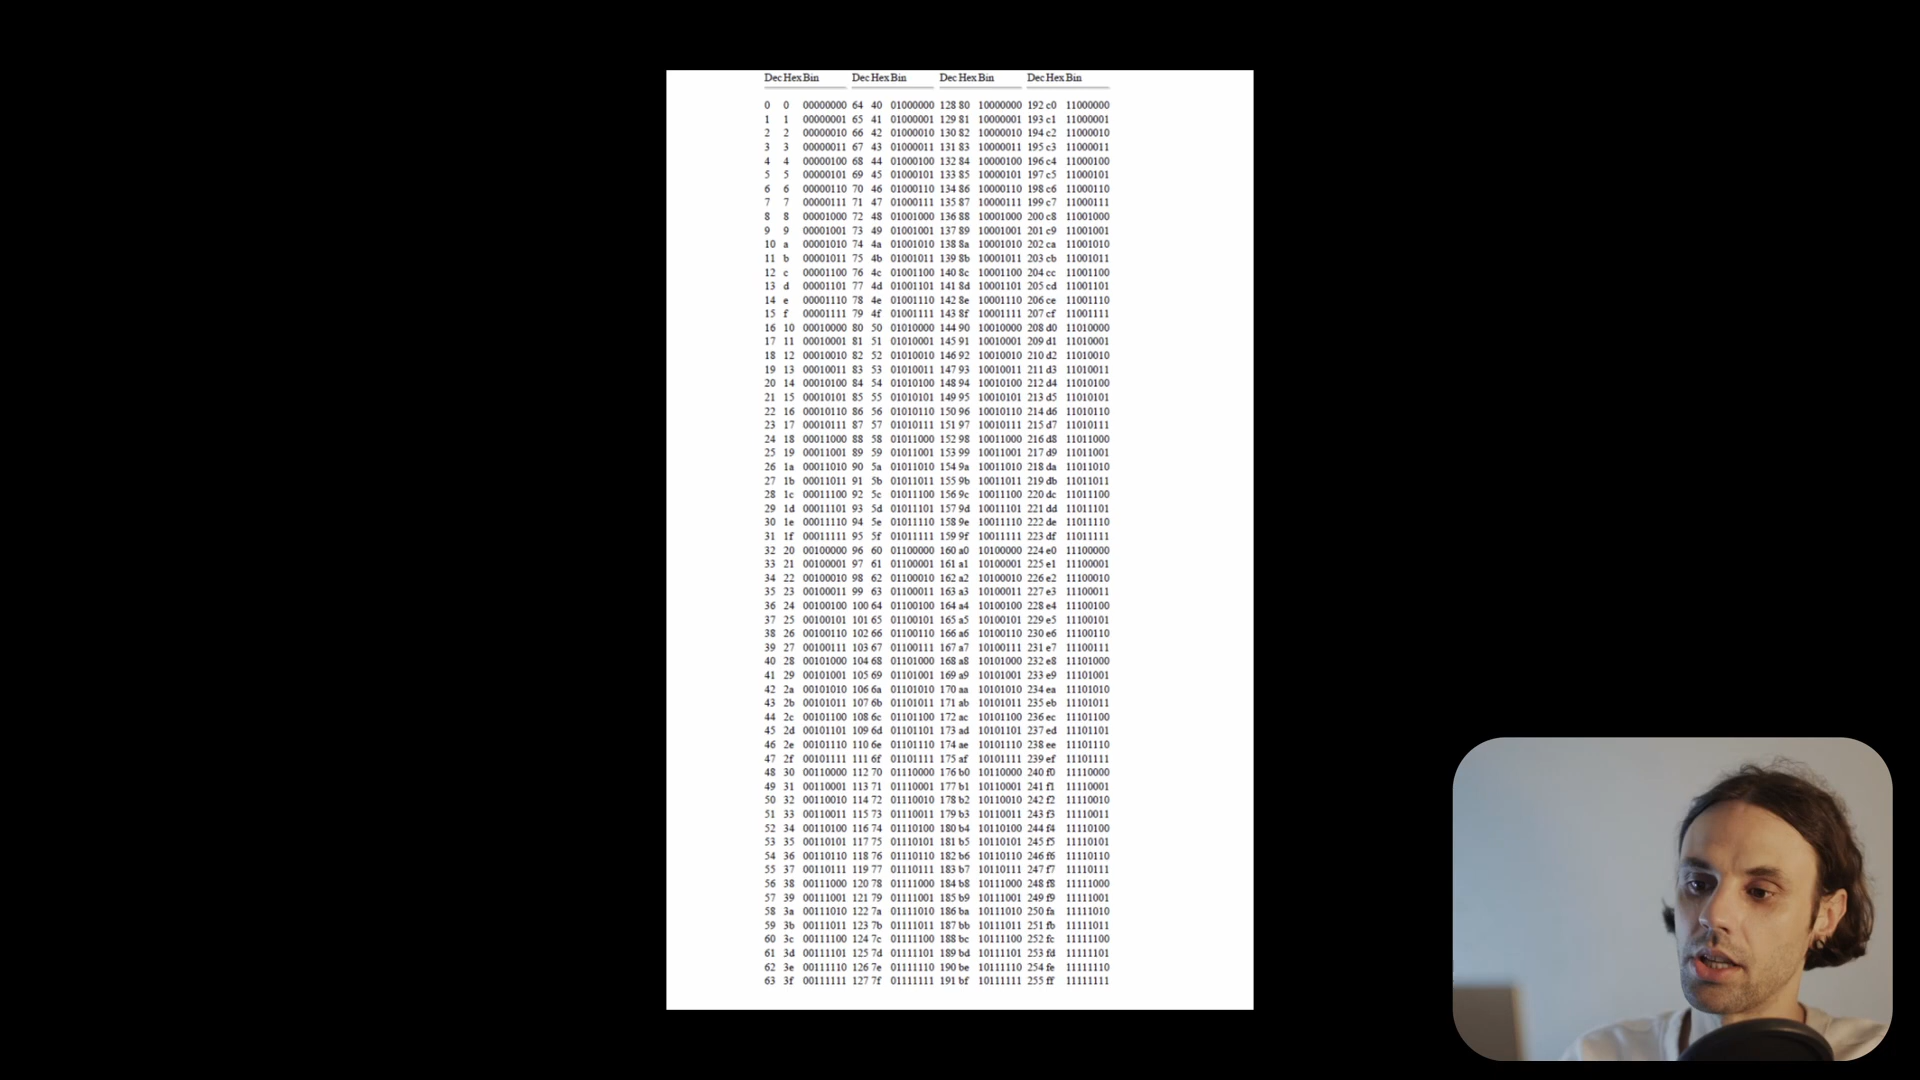 Dec Hex Bin Dec Hex Bin Dec Hex Bin Dec Hex Bin
0 0 00000000 64 40 01000000 128 80 10000000 192 c0 11000000
1 1 00000001 65 41 01000001 129 81 10000001 193 c1 11000001
2 2 00000010 66 42 01000010 130 82 10000010 194 c2 11000010
3 3 00000011 67 43 01000011 131 83 10000011 195 c3 11000011
4 4 00000100 68 44 01000100 132 84 10000100 196 c4 11000100
5 5 00000101 69 45 01000101 133 85 10000101 197 c5 11000101
6 6 00000110 70 46 01000110 134 86 10000110 198 c6 11000110
7 7 00000111 71 47 01000111 135 87 10000111 199 c7 11000111
8 8 00001000 72 48 01001000 136 88 10001000 200 c8 11001000
9 9 00001001 73 49 01001001 137 89 10001001 201 c9 11001001
10 a 00001010 74 4a 01001010 138 8a 10001010 202 ca 11001010
11 b 00001011 75 4b 01001011 139 8b 10001011 203 cb 11001011
12 c 00001100 76 4c 01001100 140 8c 10001100 204 cc 11001100
13 d 00001101 77 4d 01001101 141 8d 10001101 205 cd 11001101
14 e 00001110 78 4e 01001110 142 8e 10001110 206 ce 11001110
15 f 00001111 79 4f 01001111 143 8f 10001111 207 cf 11001111
16 10 00010000 80 50 01010000 144 90 10010000 208 d0 11010000
17 11 00010001 81 51 01010001 145 91 10010001 209 d1 11010001
18 12 00010010 82 52 01010010 146 92 10010010 210 d2 11010010
19 13 00010011 83 53 01010011 147 93 10010011 211 d3 11010011
20 14 00010100 84 54 01010100 148 94 10010100 212 d4 11010100
21 15 00010101 85 55 01010101 149 95 10010101 213 d5 11010101
22 16 00010110 86 56 01010110 150 96 10010110 214 d6 11010110
23 17 00010111 87 57 01010111 151 97 10010111 215 d7 11010111
24 18 00011000 88 58 01011000 152 98 10011000 216 d8 11011000
25 19 00011001 89 59 01011001 153 99 10011001 217 d9 11011001
26 1a 00011010 90 5a 01011010 154 9a 10011010 218 da 11011010
27 1b 00011011 91 5b 01011011 155 9b 10011011 219 db 11011011
28 1c 00011100 92 5c 01011100 156 9c 10011100 220 dc 11011100
29 1d 00011101 93 5d 01011101 157 9d 10011101 221 dd 11011101
30 1e 00011110 94 5e 01011110 158 9e 10011110 222 de 11011110
31 1f 00011111 95 5f 01011111 159 9f 10011111 223 df 11011111
32 20 00100000 96 60 01100000 160 a0 10100000 224 e0 11100000
33 21 00100001 97 61 01100001 161 a1 10100001 225 e1 11100001
34 22 00100010 98 62 01100010 162 a2 10100010 226 e2 11100010
35 23 00100011 99 63 01100011 163 a3 10100011 227 e3 11100011
36 24 00100100 100 64 01100100 164 a4 10100100 228 e4 11100100
37 25 00100101 101 65 01100101 165 a5 10100101 229 e5 11100101
38 26 00100110 102 66 01100110 166 a6 10100110 230 e6 11100110
39 27 00100111 103 67 01100111 167 a7 10100111 231 e7 11100111
40 28 00101000 104 68 01101000 168 a8 10101000 232 e8 11101000
41 29 00101001 105 69 01101001 169 a9 10101001 233 e9 11101001
42 2a 00101010 106 6a 01101010 170 aa 10101010 234 ea 11101010
43 2b 00101011 107 6b 01101011 171 ab 10101011 235 eb 11101011
44 2c 00101100 108 6c 01101100 172 ac 10101100 236 ec 11101100
45 2d 00101101 109 6d 01101101 173 ad 10101101 237 ed 11101101
46 2e 00101110 110 6e 01101110 174 ae 10101110 238 ee 11101110
47 2f 00101111 111 6f 01101111 175 af 10101111 239 ef 11101111
48 30 00110000 112 70 01110000 176 b0 10110000 240 f0 11110000
49 31 00110001 113 71 01110001 177 b1 10110001 241 f1 11110001
50 32 00110010 114 72 01110010 178 b2 10110010 242 f2 11110010
51 33 00110011 115 73 01110011 179 b3 10110011 243 f3 11110011
52 34 00110100 116 74 01110100 180 b4 10110100 244 f4 11110100
53 35 00110101 117 75 01110101 181 b5 10110101 245 f5 11110101
54 36 00110110 118 76 01110110 182 b6 10110110 246 f6 11110110
55 37 00110111 119 77 01110111 183 b7 10110111 247 f7 11110111
56 38 00111000 120 78 01111000 184 b8 10111000 248 f8 11111000
57 39 00111001 121 79 01111001 185 b9 10111001 249 f9 11111001
58 3a 00111010 122 7a 01111010 186 ba 10111010 250 fa 11111010
59 3b 00111011 123 7b 01111011 187 bb 10111011 251 fb 11111011
60 3c 00111100 124 7c 01111100 188 bc 10111100 252 fc 11111100
61 3d 00111101 125 7d 01111101 189 bd 10111101 253 fd 11111101
62 3e 00111110 126 7e 01111110 190 be 10111110 254 fe 11111110
63 3f 00111111 127 7f 01111111 191 bf 10111111 255 ff 11111111